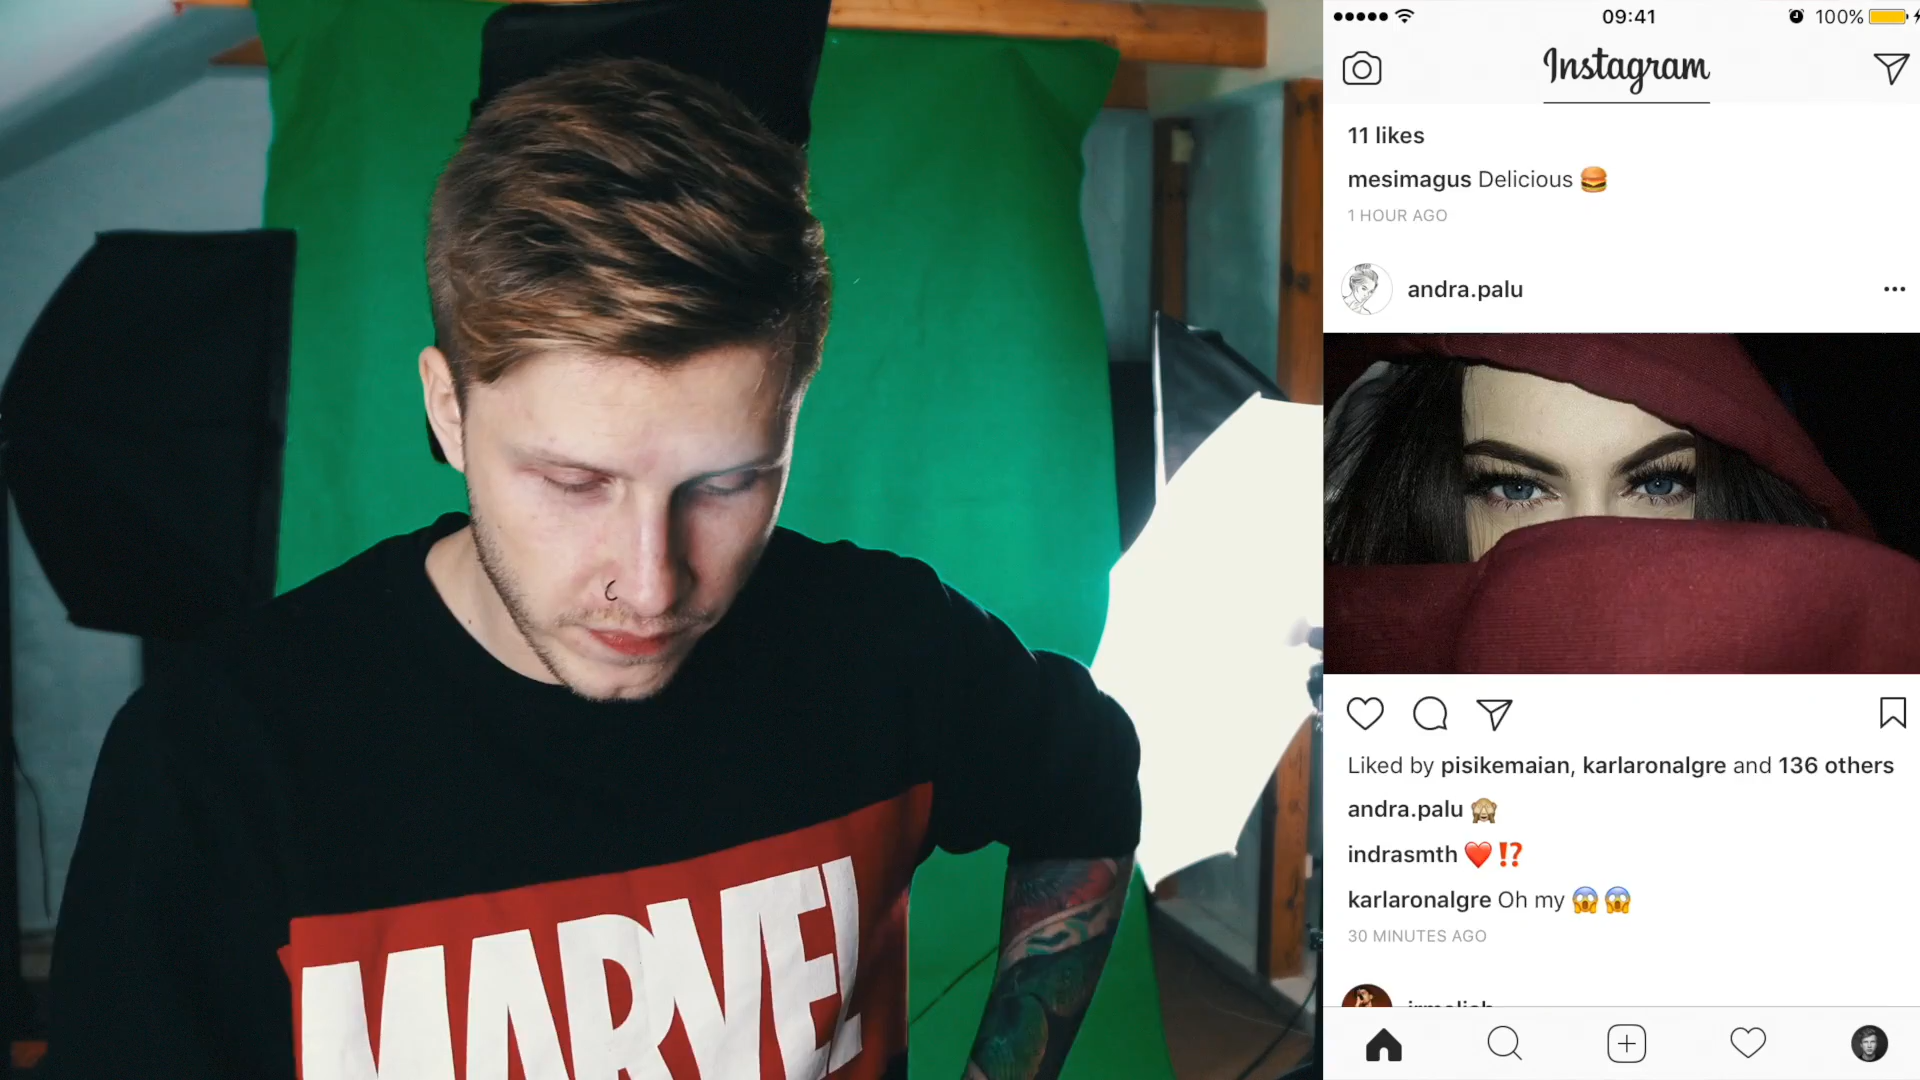 09:41
100%
Instagram
11 likes
mesimagus Delicious 🍔
1 HOUR AGO
andra.palu
Liked by pisikemaian, karlaronalgre and 136 others
andra.palu 🙈
indrasmth ❤️ ⁉️
karlaronalgre Oh my 😱 😱
30 MINUTES AGO
MARVEL